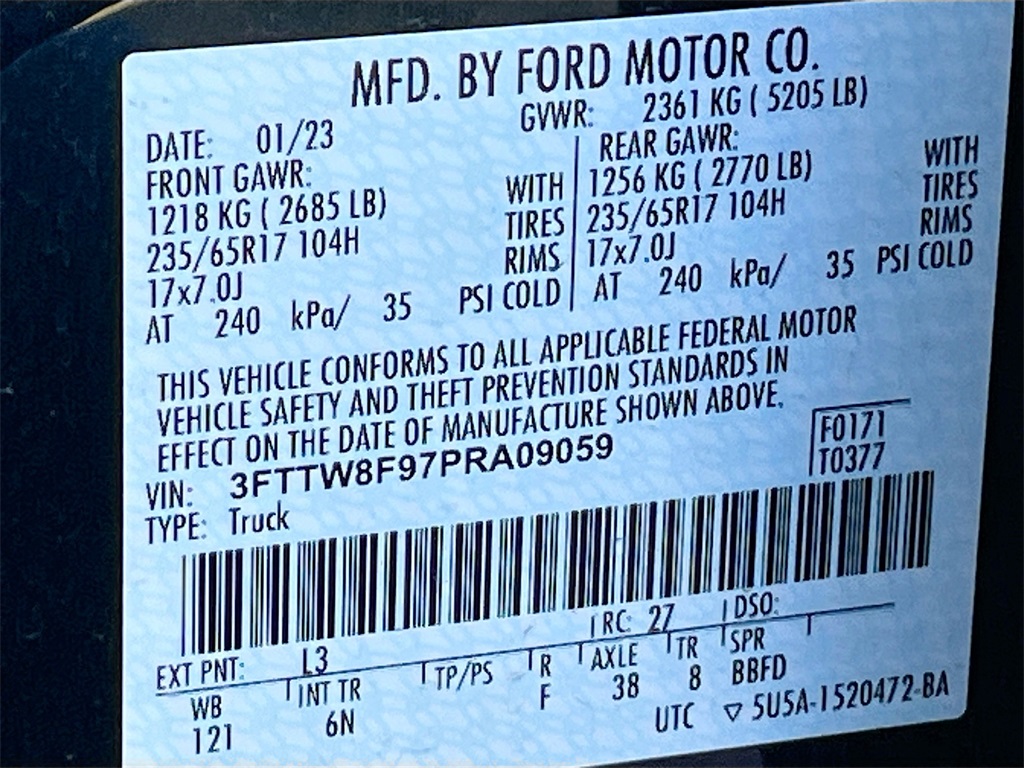 MFD. BY FORD MOTOR CO.
DATE: 01/23 GVWR: 2361 KG ( 5205 LB)
FRONT GAWR: REAR GAWR:
1218 KG ( 2685 LB) WITH 1256 KG ( 2770 LB) WITH
235/65R17 104H TIRES 235/65R17 104H TIRES
17x7.0J RIMS 17x7.0J RIMS
AT 240 kPa/ 35 PSI COLD AT 240 kPa/ 35 PSI COLD
THIS VEHICLE CONFORMS TO ALL APPLICABLE FEDERAL MOTOR
VEHICLE SAFETY AND THEFT PREVENTION STANDARDS IN
EFFECT ON THE DATE OF MANUFACTURE SHOWN ABOVE.
VIN: 3FTTW8F97PRA09059 F0171
TYPE: Truck T0377
EXT PNT: L3 RC: 27 DSO:
WB INT TR TP/PS R AXLE TR SPR
121 6N F 38 8 BBFD
UTC ▽ 5U5A-1520472-BA